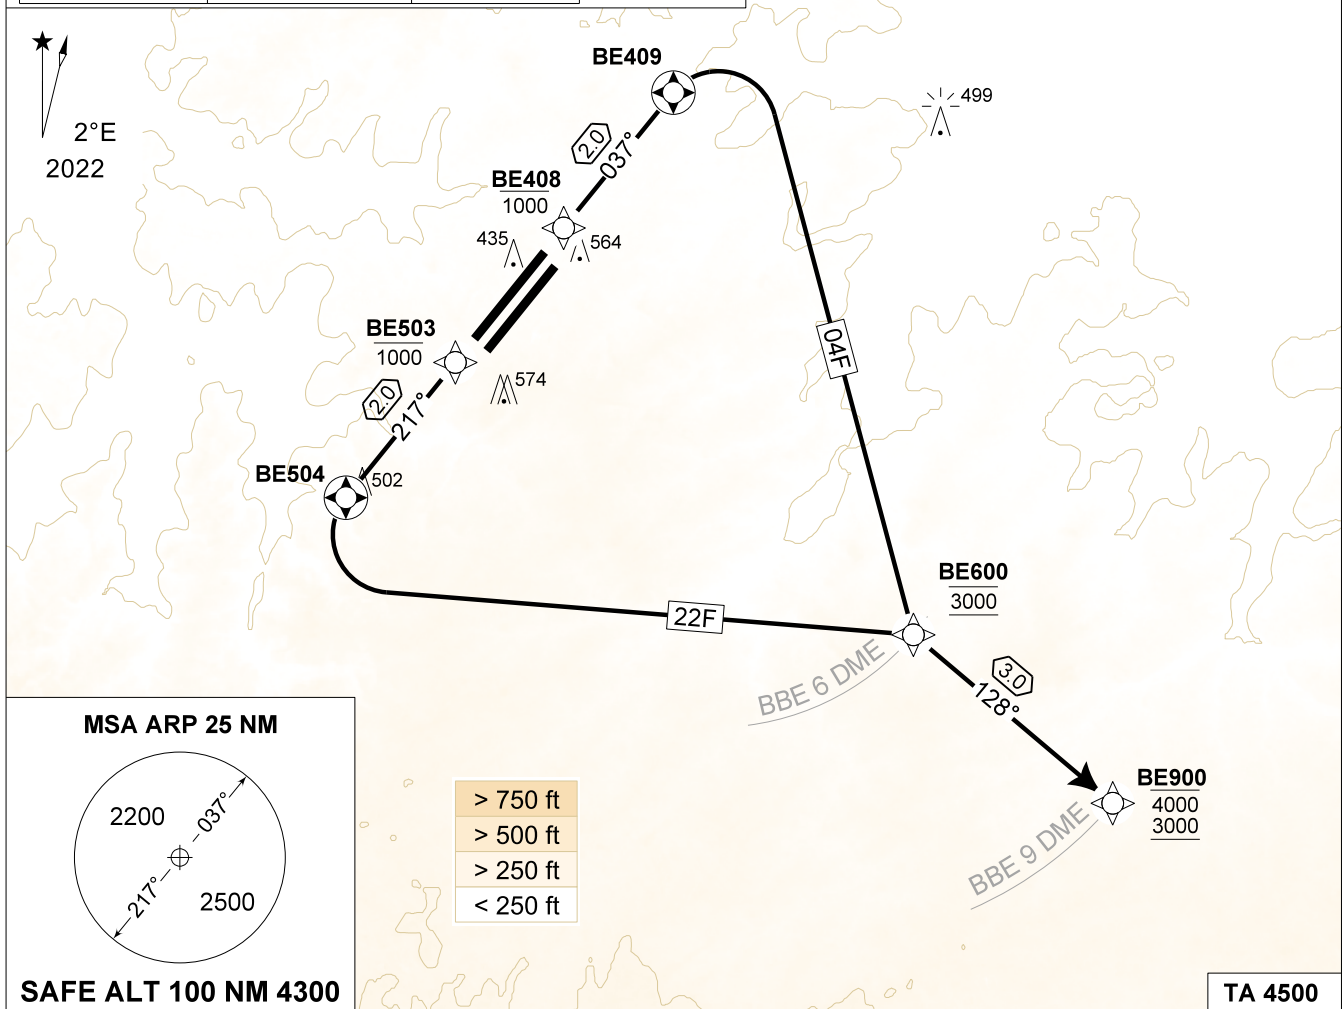 BE409
499
2°E
2022
2.0
037°
BE408
1000
435
564
BE503
1000
574
2.0
217°
04F
BE504
502
BE600
3000
22F
BBE 6 DME
3.0
128°
MSA ARP 25 NM
2200
037°
217°
2500
SAFE ALT 100 NM 4300
> 750 ft
> 500 ft
> 250 ft
< 250 ft
BE900
4000
3000
BBE 9 DME
TA 4500